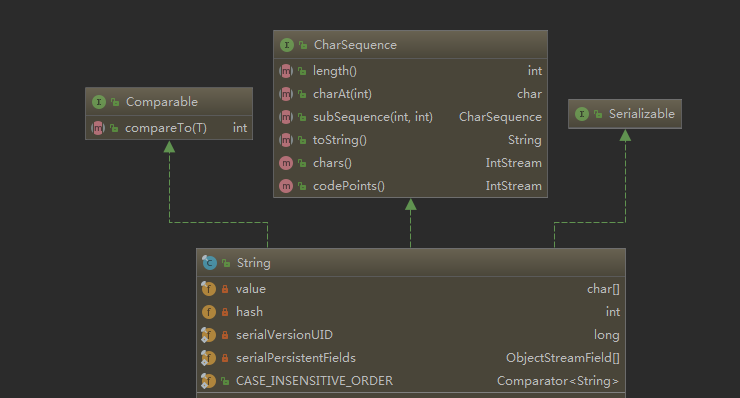 CharSequence
length() int
charAt(int) char
subSequence(int, int) CharSequence
toString() String
chars() IntStream
codePoints() IntStream
Comparable
compareTo(T) int
Serializable
String
value char[]
hash int
serialVersionUID long
serialPersistentFields ObjectStreamField[]
CASE_INSENSITIVE_ORDER Comparator<String>